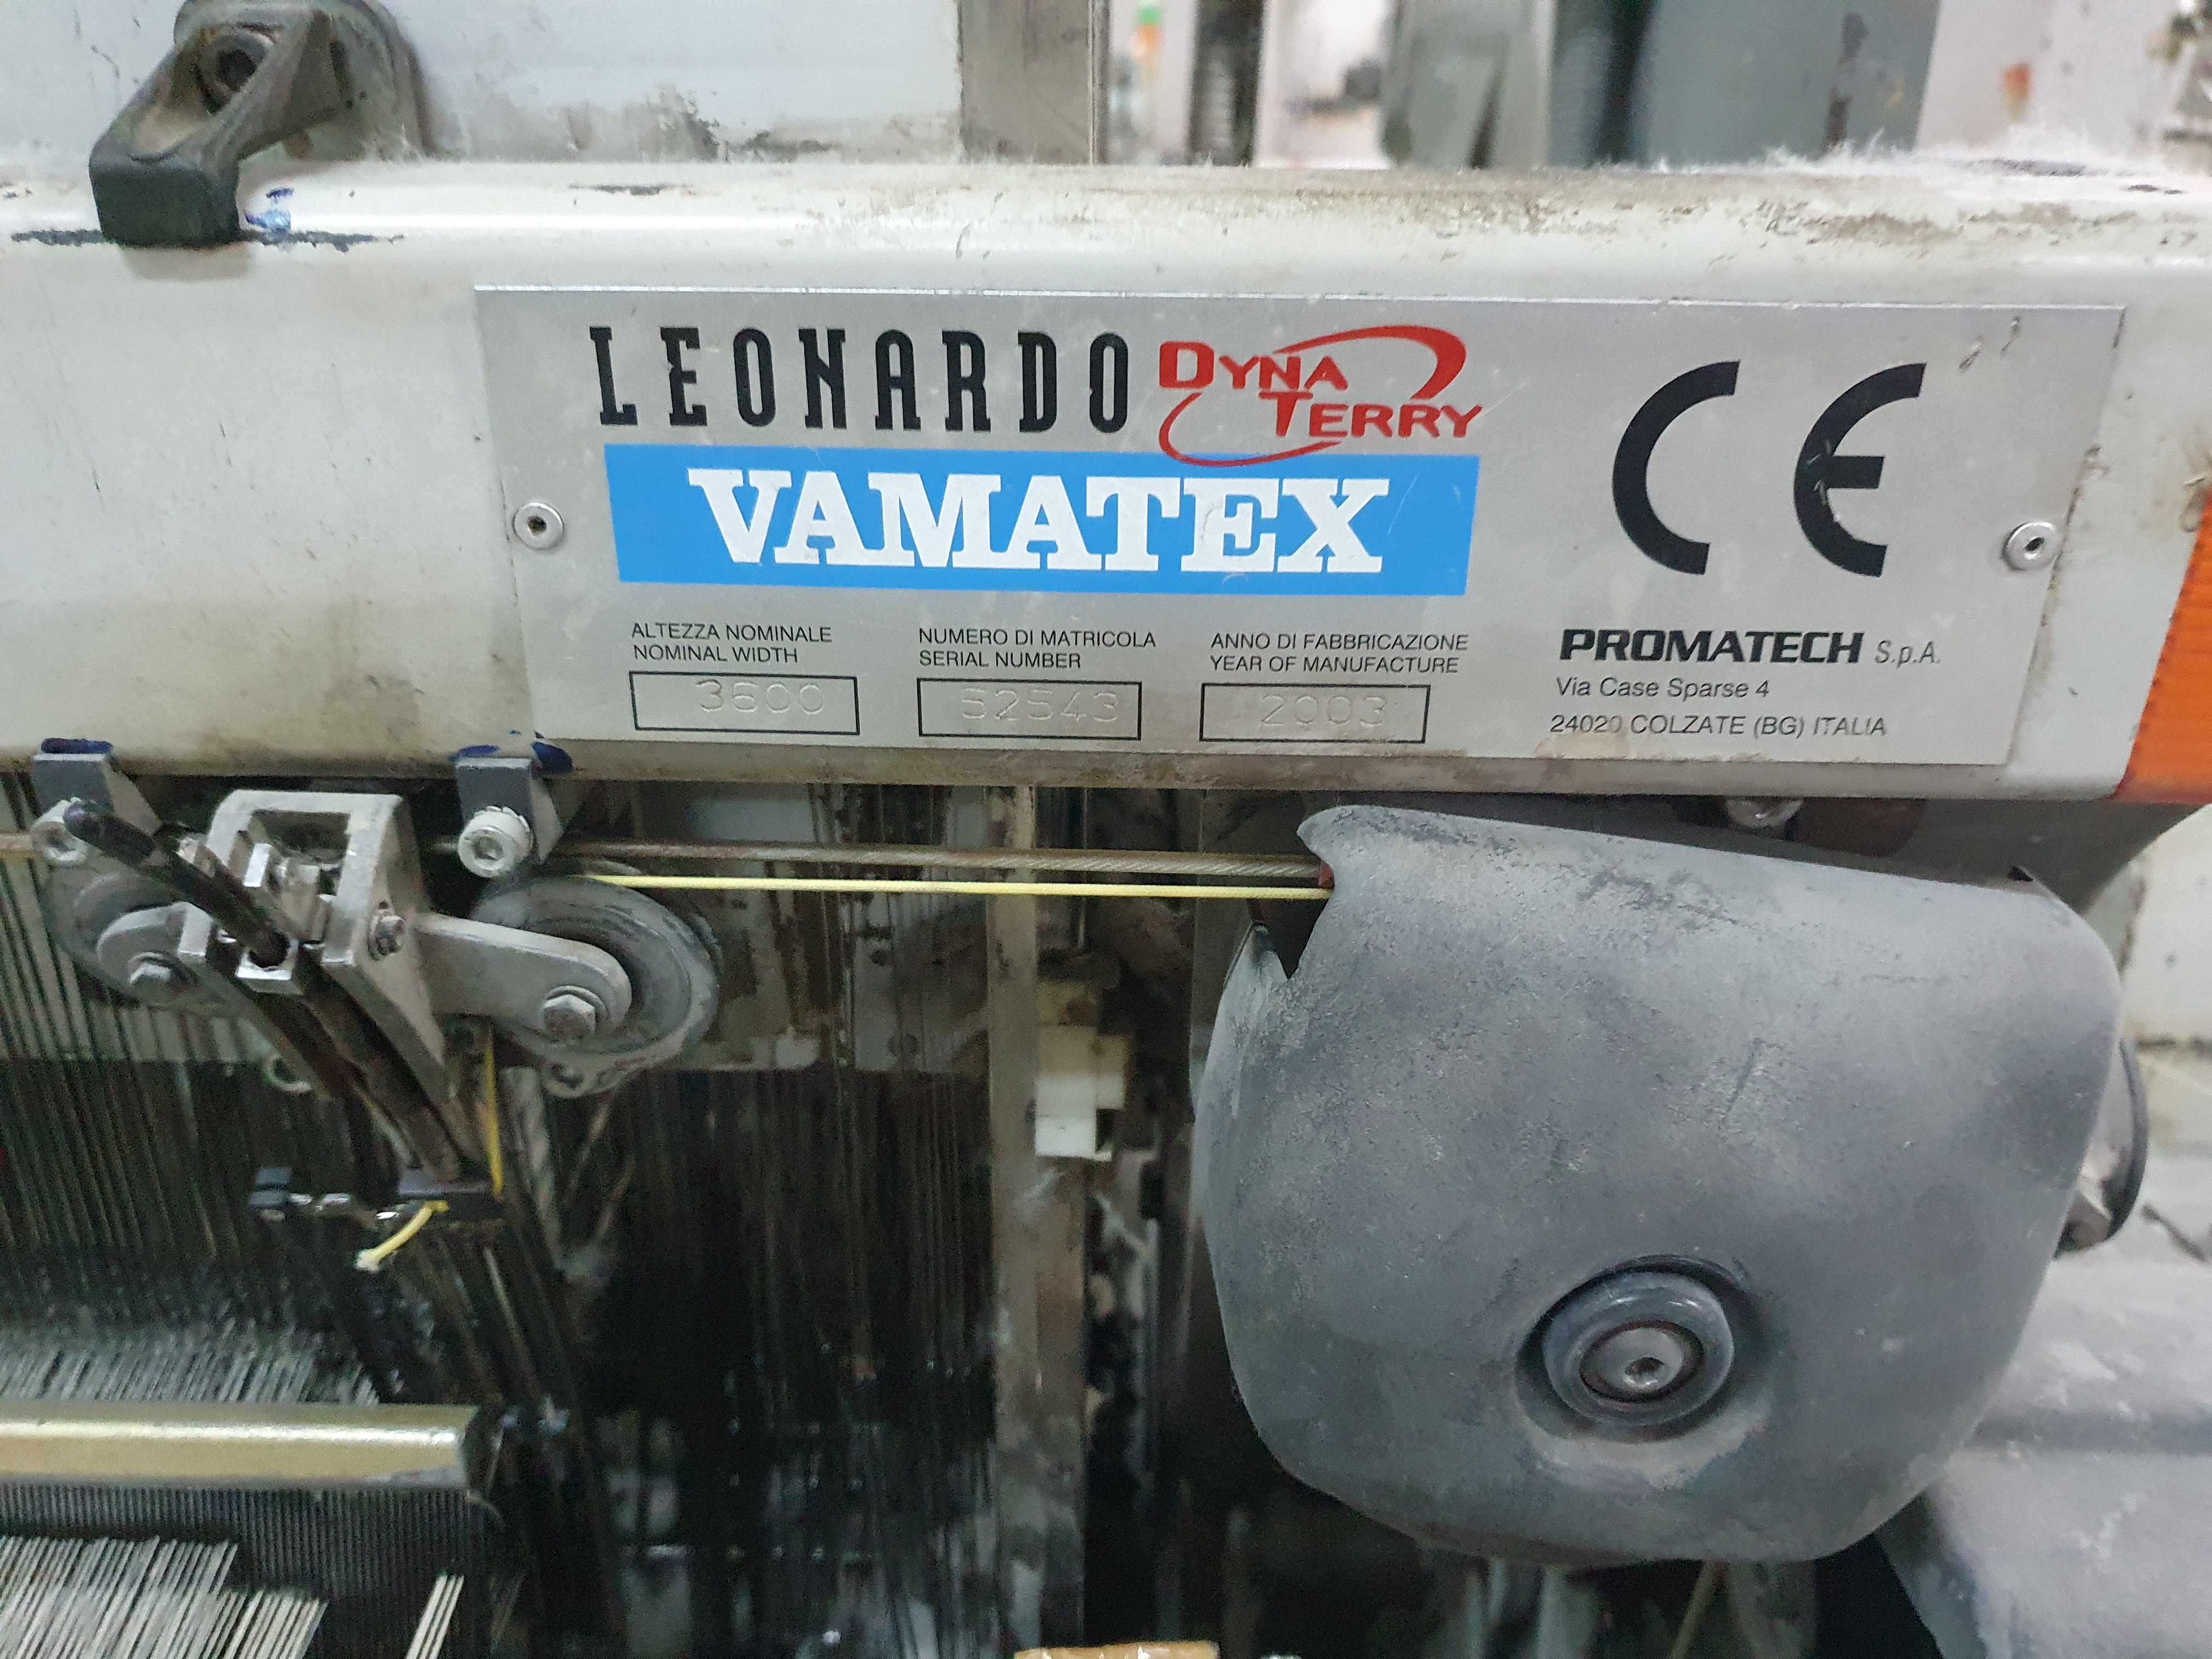 LEONARDO DYNA TERRY
VAMATEX
CE
ALTEZZA NOMINALE
NOMINAL WIDTH
3600
NUMERO DI MATRICOLA
SERIAL NUMBER
52543
ANNO DI FABBRICAZIONE
YEAR OF MANUFACTURE
2003
PROMATECH S.p.A.
Via Case Sparse 4
24020 COLZATE (BG) ITALIA